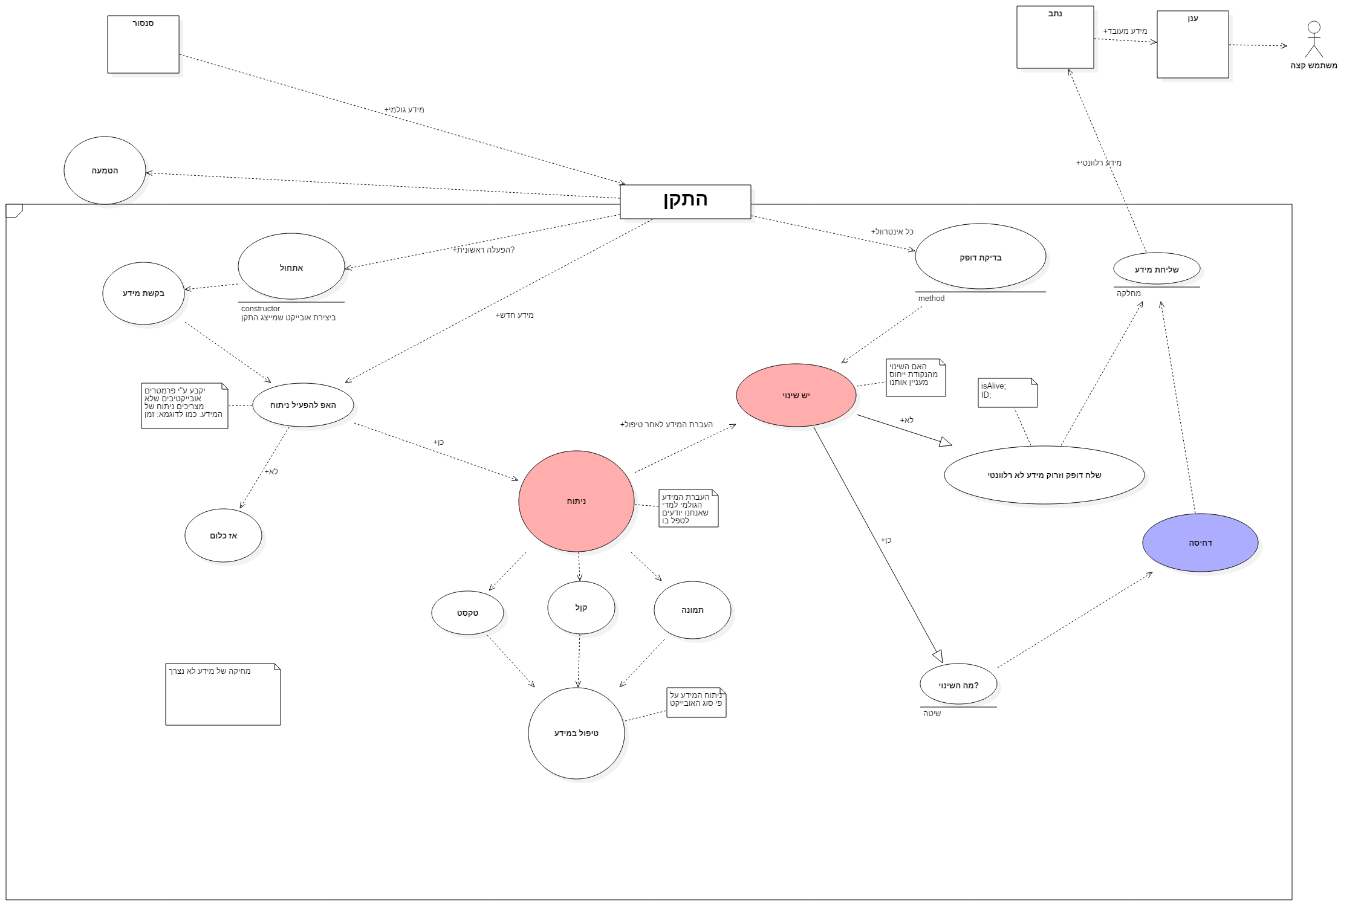 סנסור
נתב
ענן
+מידע מעובד
משתמש קצה
+מידע גולמי
+מידע רלוונטי
הטמעה
התקן
+כל אינטרוול
+הפעלה ראשונית?
אתחול
constructor
ביצירת אובייקט שמייצג התקן
בקשת מידע
בדיקת דופק
method
שליחת מידע
מחלקה
+מידע חדש
יקבע ע"י פרמטרים
אובייקטיבים שלא
מצריכים ניתוח של
המידע. כמו לדוגמא: זמן
האפ להפעיל ניתוח
+לא
+כן
אז כלום
יש שינוי
האם השינוי
מהנקודת ייחוס
מעניין אותנו
isAlive;
ID;
+לא
+העברת המידע לאחר טיפול
שלח דופק וזרוק מידע לא רלוונטי
ניתוח
העברת המידע
הגולמי למדי
שאנחנו יודעים
לטפל בו
+כן
דחיסה
טקסט
קול
תמונה
מחיקה של מידע לא נצרך
ניתוח המידע על
פי סוג האובייקט
טיפול במידע
מה השינוי?
שיטה